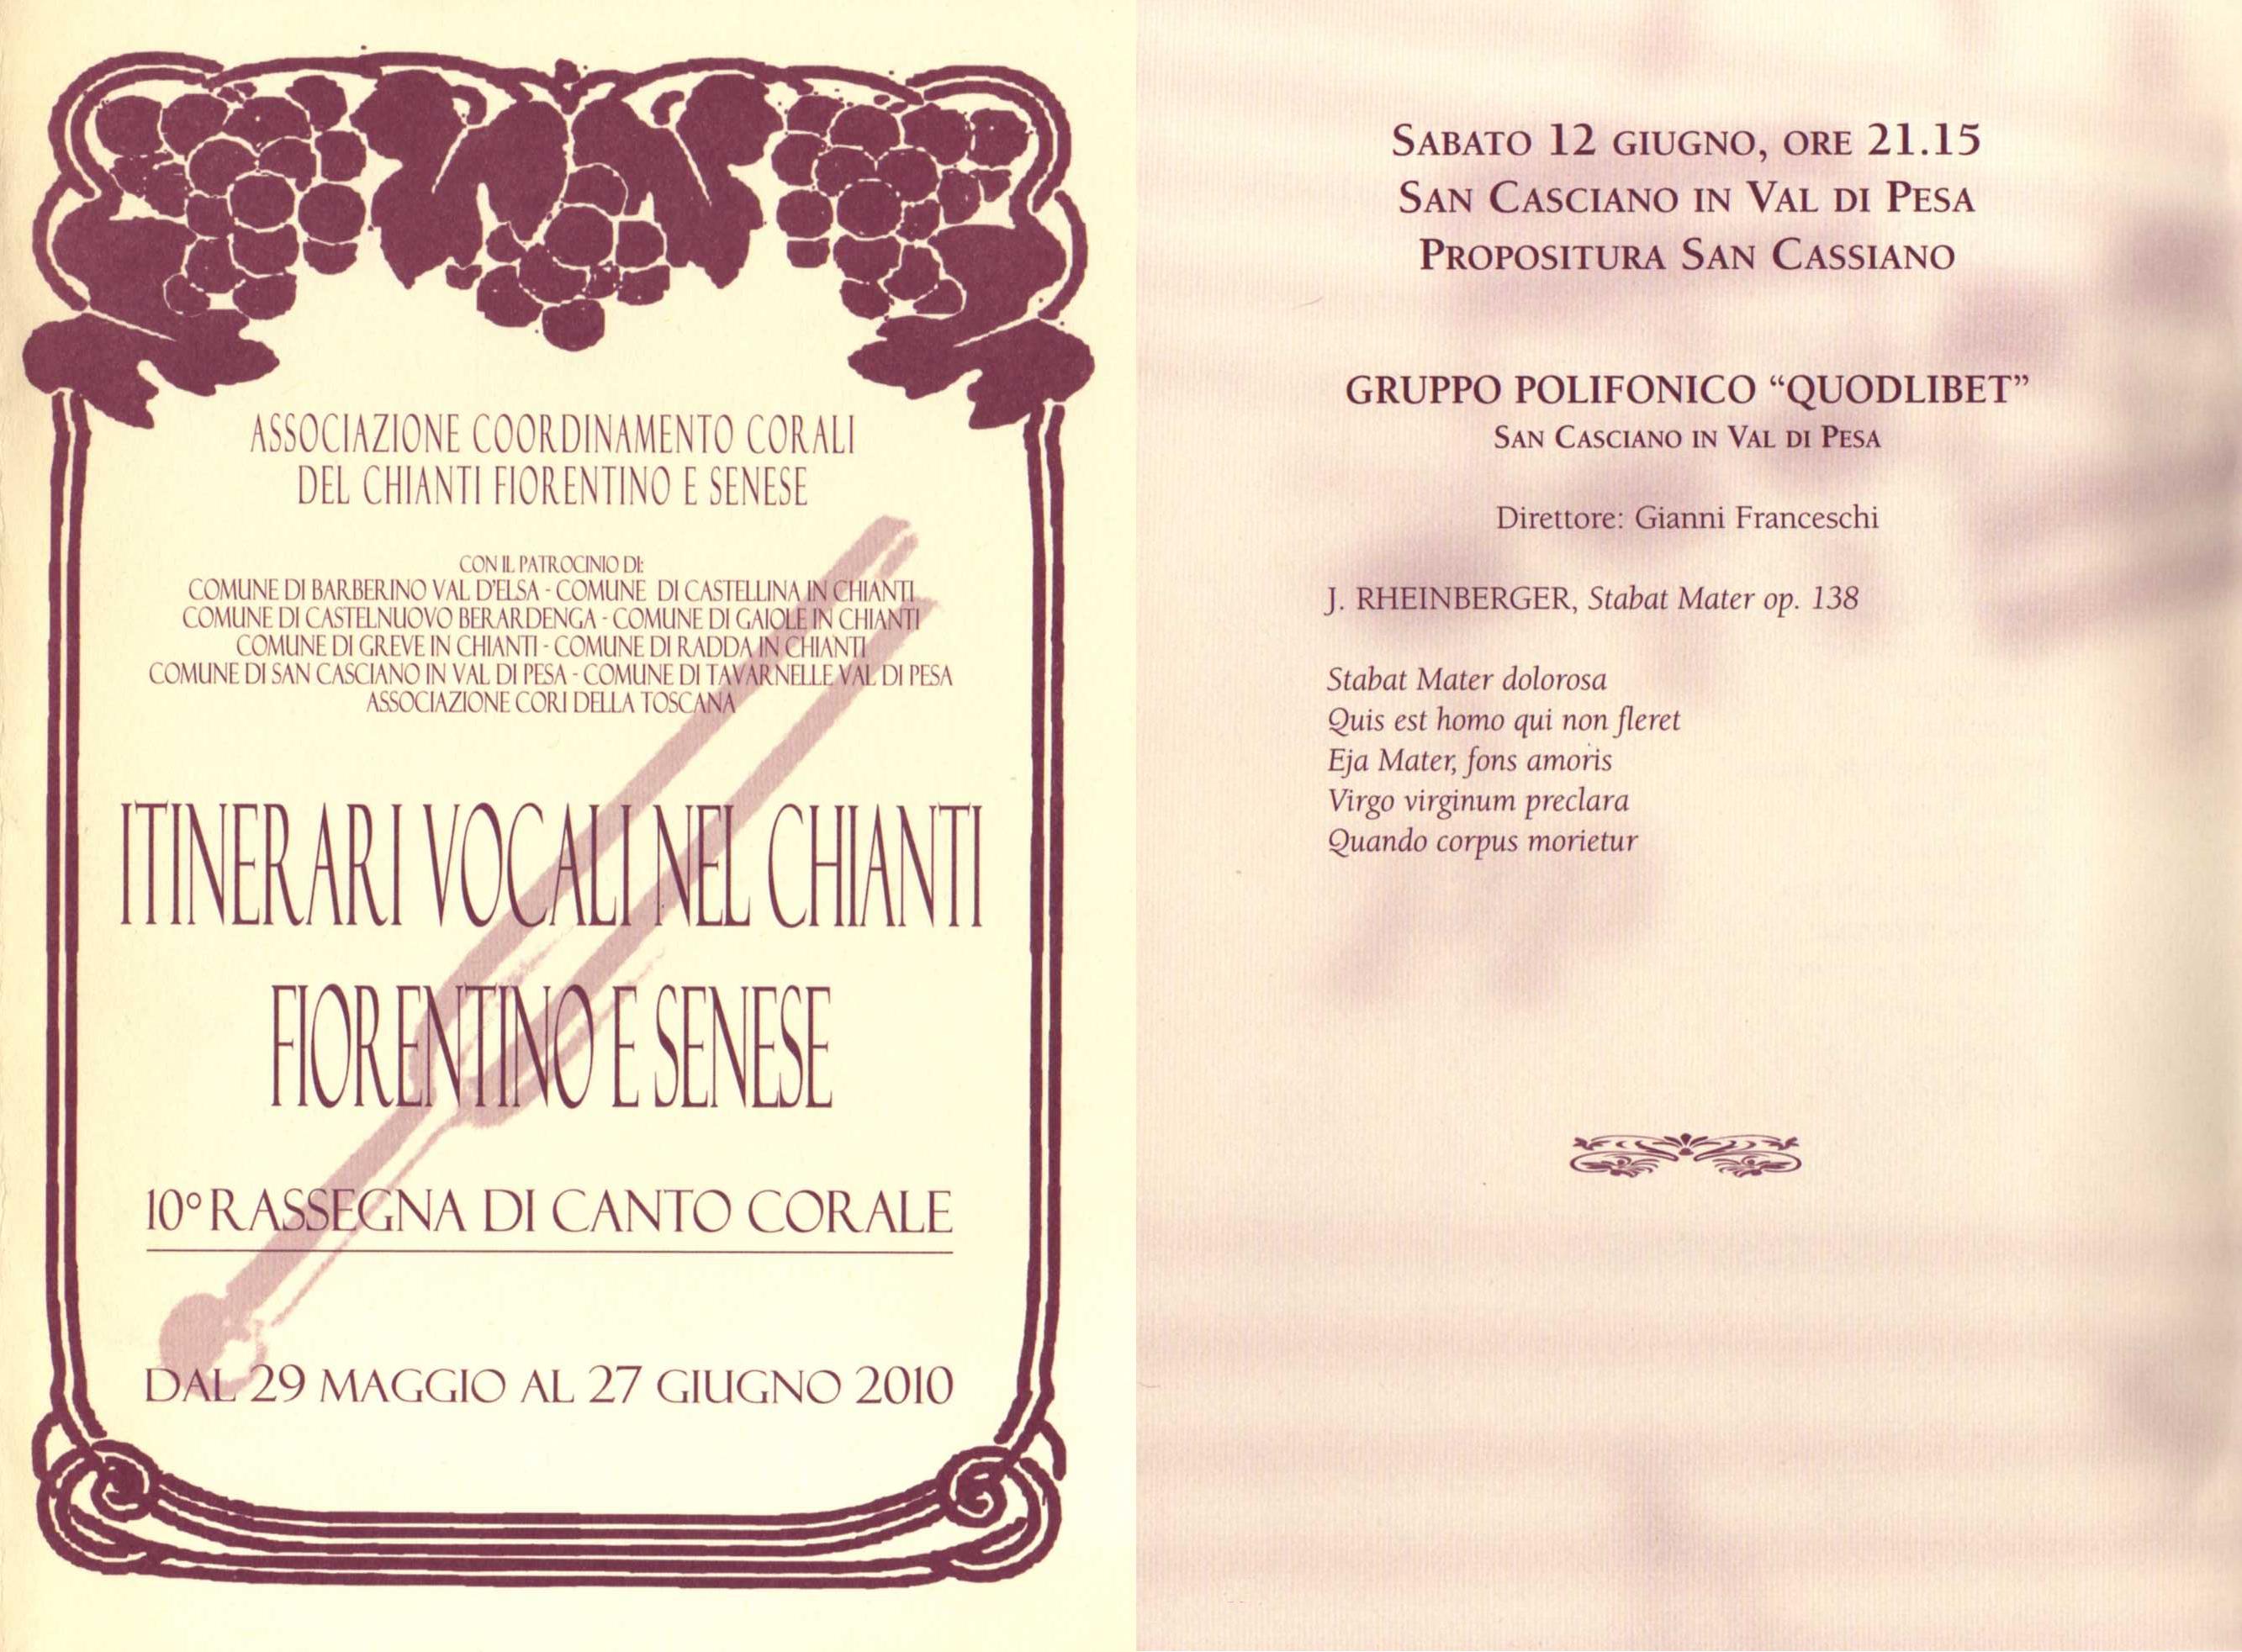 ASSOCIAZIONE COORDINAMENTO CORALI
DEL CHIANTI FIORENTINO E SENESE
CON IL PATROCINIO DI:
COMUNE DI BARBERINO VAL D'ELSA - COMUNE DI CASTELLINA IN CHIANTI
COMUNE DI CASTELNUOVO BERARDENGA - COMUNE DI GAIOLE IN CHIANTI
COMUNE DI GREVE IN CHIANTI - COMUNE DI RADDA IN CHIANTI
COMUNE DI SAN CASCIANO IN VAL DI PESA - COMUNE DI TAVARNELLE VAL DI PESA
ASSOCIAZIONE CORI DELLA TOSCANA
ITINERARI VOCALI NEL CHIANTI
FIORENTINO E SENESE
10° RASSEGNA DI CANTO CORALE
DAL 29 MAGGIO AL 27 GIUGNO 2010
SABATO 12 GIUGNO, ORE 21.15
SAN CASCIANO IN VAL DI PESA
PROPOSITURA SAN CASSIANO
GRUPPO POLIFONICO “QUODLIBET”
SAN CASCIANO IN VAL DI PESA
Direttore: Gianni Franceschi
J. RHEINBERGER, Stabat Mater op. 138
Stabat Mater dolorosa
Quis est homo qui non fleret
Eja Mater, fons amoris
Virgo virginum preclara
Quando corpus morietur